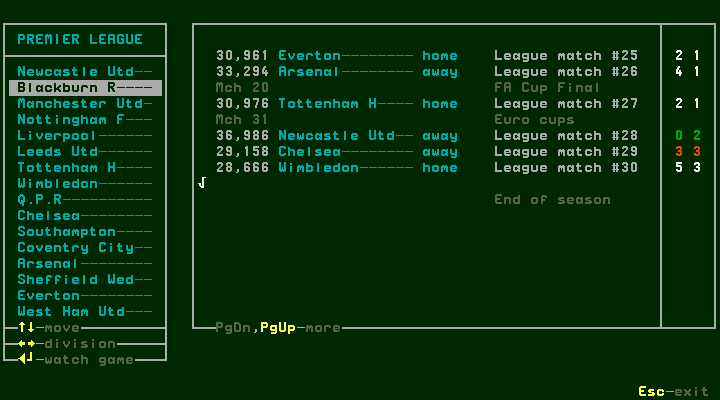 PREMIER LEAGUE
Newcastle Utd
Blackburn R
Manchester Utd
Nottingham F
Liverpool
Leeds Utd
Tottenham H
Wimbledon
Q.P.R
Chelsea
Southampton
Coventry City
Arsenal
Sheffield Wed
Everton
West Ham Utd
↑↓-move
←→-division
◄┘-watch game
30,961 Everton-------- home League match #25 2 1
33,294 Arsenal-------- away League match #26 4 1
Mch 20 FA Cup Final
30,976 Tottenham H---- home League match #27 2 1
Mch 31 Euro cups
36,986 Newcastle Utd-- away League match #28 0 2
29,158 Chelsea-------- away League match #29 3 3
28,666 Wimbledon------ home League match #30 5 3
√
End of season
PgDn,PgUp-more
Esc-exit